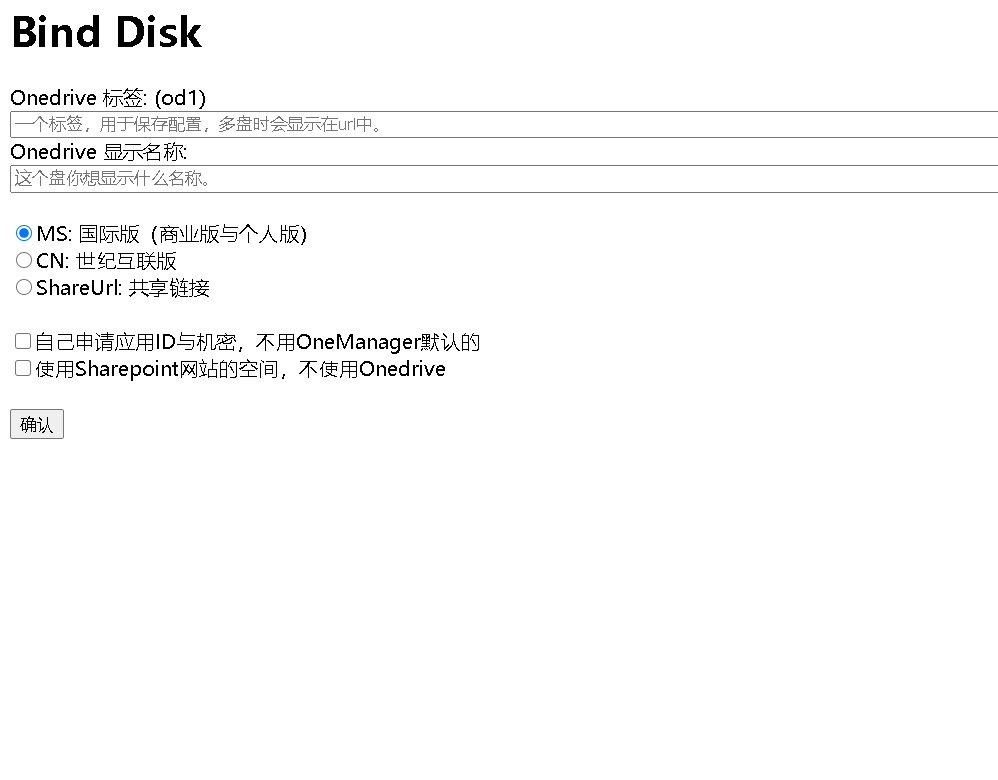 Bind Disk
Onedrive 标签: (od1)
一个标签，用于保存配置，多盘时会显示在url中。
Onedrive 显示名称:
这个盘你想显示什么名称。
MS: 国际版（商业版与个人版）
CN: 世纪互联版
ShareUrl: 共享链接
自己申请应用ID与机密，不用OneManager默认的
使用Sharepoint网站的空间，不使用Onedrive
确认